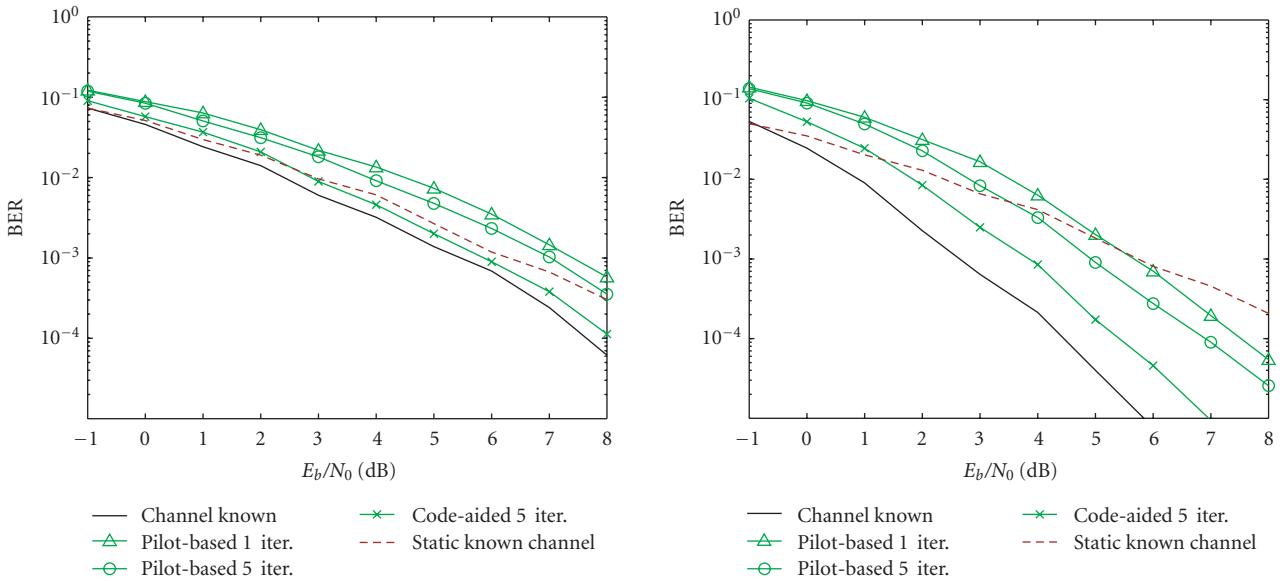 10^0
10^-1
10^-2
10^-3
10^-4
BER
−1 0 1 2 3 4 5 6 7 8
E_b/N_0 (dB)
Channel known
Pilot-based 1 iter.
Pilot-based 5 iter.
Code-aided 5 iter.
Static known channel
10^0
10^-1
10^-2
10^-3
10^-4
BER
−1 0 1 2 3 4 5 6 7 8
E_b/N_0 (dB)
Channel known
Pilot-based 1 iter.
Pilot-based 5 iter.
Code-aided 5 iter.
Static known channel